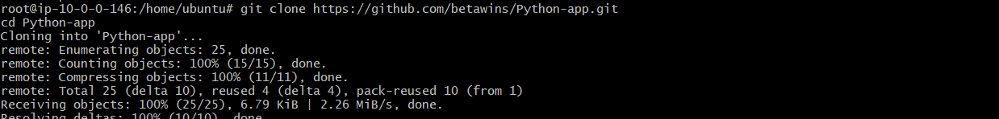 root@ip-10-0-0-146:/home/ubuntu# git clone https://github.com/betawins/Python-app.git
cd Python-app
Cloning into 'Python-app'...
remote: Enumerating objects: 25, done.
remote: Counting objects: 100% (15/15), done.
remote: Compressing objects: 100% (11/11), done.
remote: Total 25 (delta 10), reused 4 (delta 4), pack-reused 10 (from 1)
Receiving objects: 100% (25/25), 6.79 KiB | 2.26 MiB/s, done.
Resolving deltas: 100% (10/10), done.